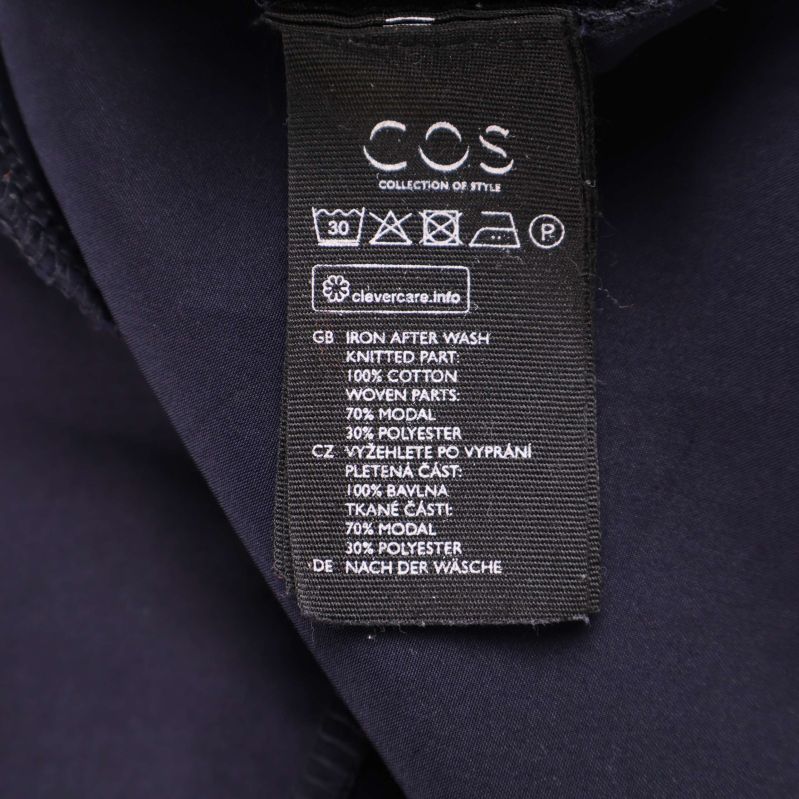 COS
COLLECTION OF STYLE
30 P
clevercare.info
GB IRON AFTER WASH
KNITTED PART:
100% COTTON
WOVEN PARTS:
70% MODAL
30% POLYESTER
CZ VYŽEHLETE PO VYPRÁNÍ
PLETENÁ ČÁST:
100% BAVLNA
TKANÉ ČÁSTI:
70% MODAL
30% POLYESTER
DE NACH DER WÄSCHE